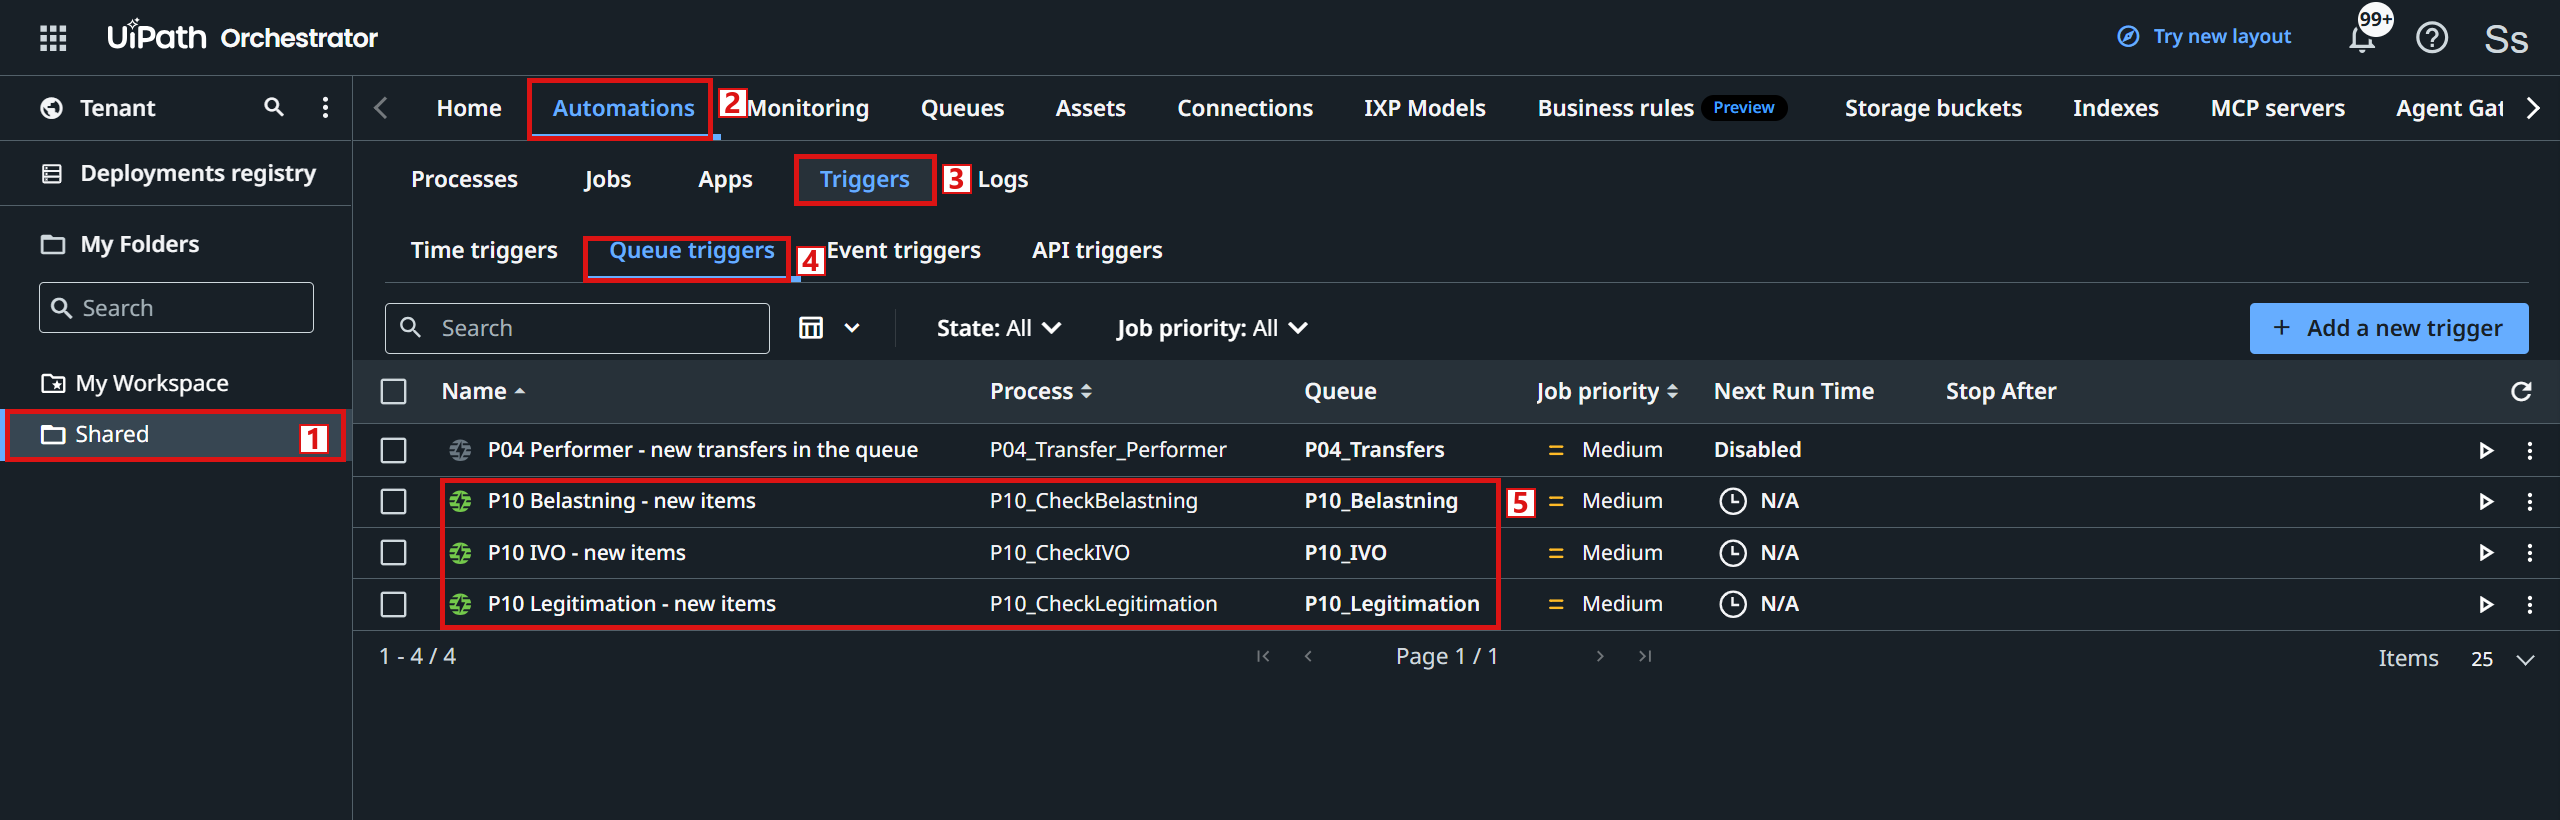 UiPath Orchestrator
Try new layout
99+
Ss
Tenant
Home Automations 2 Monitoring Queues Assets Connections IXP Models Business rules Preview Storage buckets Indexes MCP servers Agent Gat
Deployments registry
Processes Jobs Apps Triggers 3 Logs
My Folders
Time triggers Queue triggers 4 Event triggers API triggers
Search
Search
State: All
Job priority: All
+ Add a new trigger
My Workspace
Shared 1
Name Process Queue Job priority Next Run Time Stop After
P04 Performer - new transfers in the queue P04_Transfer_Performer P04_Transfers Medium Disabled
P10 Belastning - new items P10_CheckBelastning P10_Belastning 5 Medium N/A
P10 IVO - new items P10_CheckIVO P10_IVO Medium N/A
P10 Legitimation - new items P10_CheckLegitimation P10_Legitimation Medium N/A
1 - 4 / 4
Page 1 / 1
Items 25